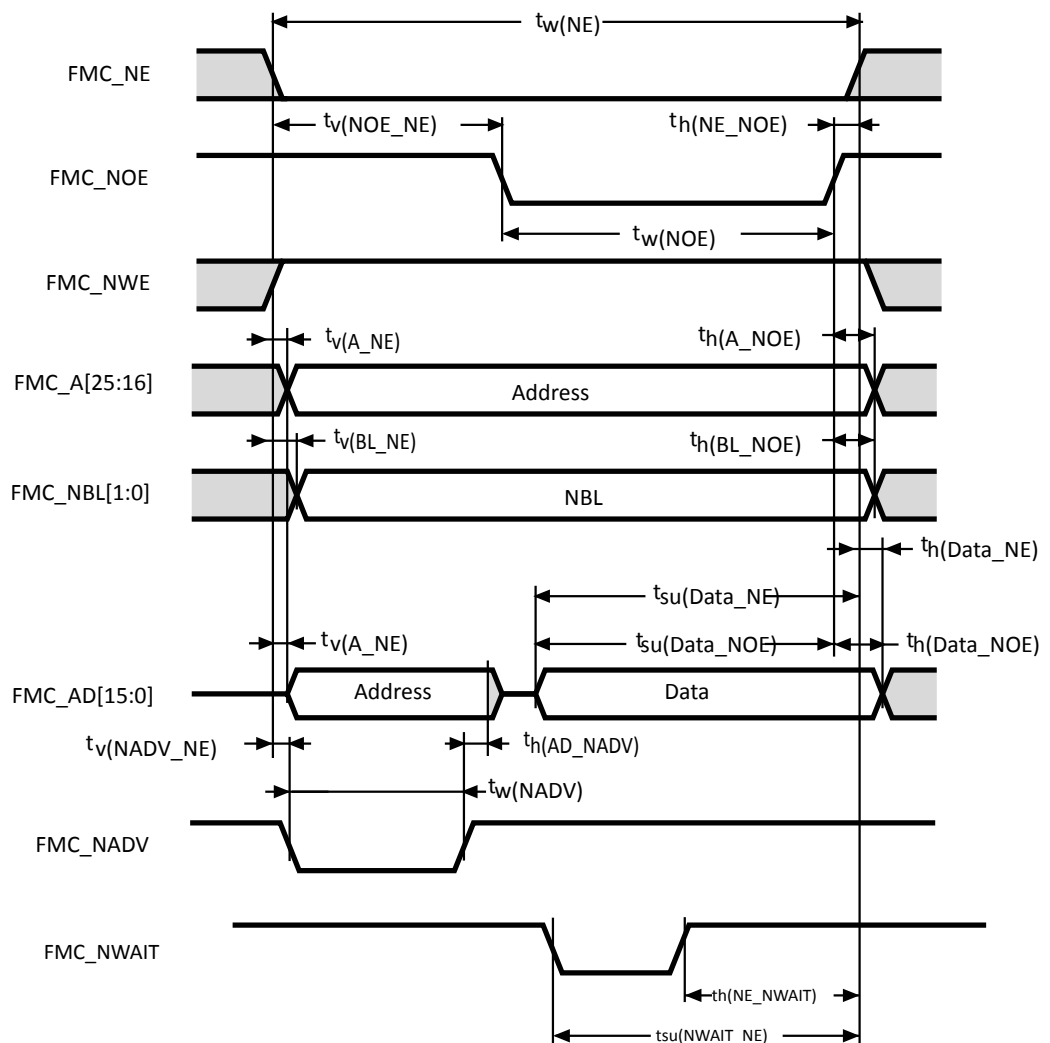 tw(NE)
FMC_NE
tv(NOE_NE)
th(NE_NOE)
FMC_NOE
tw(NOE)
FMC_NWE
tv(A_NE)
th(A_NOE)
FMC_A[25:16]
Address
tv(BL_NE)
th(BL_NOE)
FMC_NBL[1:0]
NBL
th(Data_NE)
tsu(Data_NE)
tv(A_NE)
tsu(Data_NOE)
th(Data_NOE)
FMC_AD[15:0]
Address
Data
tv(NADV_NE)
th(AD_NADV)
tw(NADV)
FMC_NADV
FMC_NWAIT
th(NE_NWAIT)
tsu(NWAIT_NE)